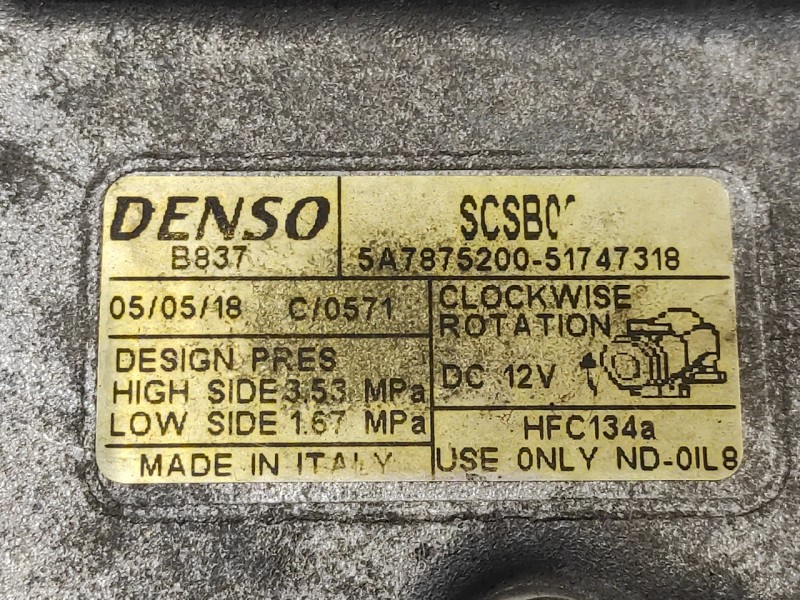 DENSO
B837
5A7875200-51747318
05/05/18 C/0571
CLOCKWISE
ROTATION
DC 12V
DESIGN PRES
HIGH SIDE 3.53 MPa
LOW SIDE 1.67 MPa
HFC134a
MADE IN ITALY
USE ONLY ND-OIL8